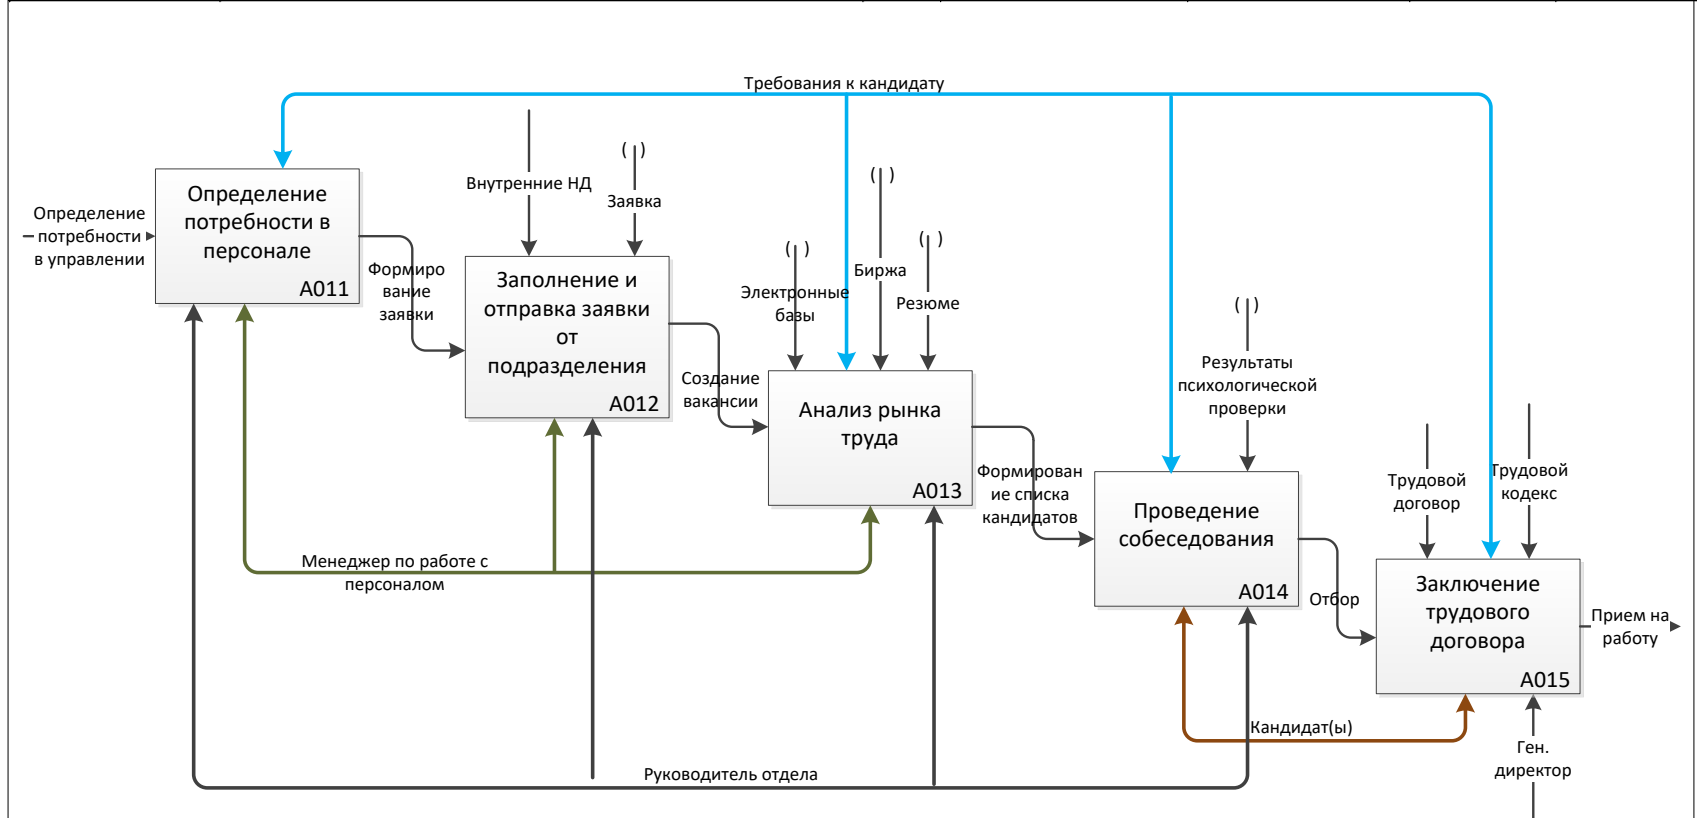 Требования к кандидату
Определение
потребности
в управлении
Определение
потребности в
персонале
A011
Формиро
вание
заявки
Внутренние НД
( )
Заявка
Заполнение и
отправка заявки
от
подразделения
A012
Создание
вакансии
( )
Электронные
базы
( )
Биржа
( )
Резюме
Анализ рынка
труда
A013
Формирован
ие списка
кандидатов
( )
Результаты
психологической
проверки
Проведение
собеседования
A014
Отбор
Трудовой
договор
Трудовой
кодекс
Заключение
трудового
договора
A015
Прием на
работу
Менеджер по работе с
персоналом
Кандидат(ы)
Руководитель отдела
Ген.
директор